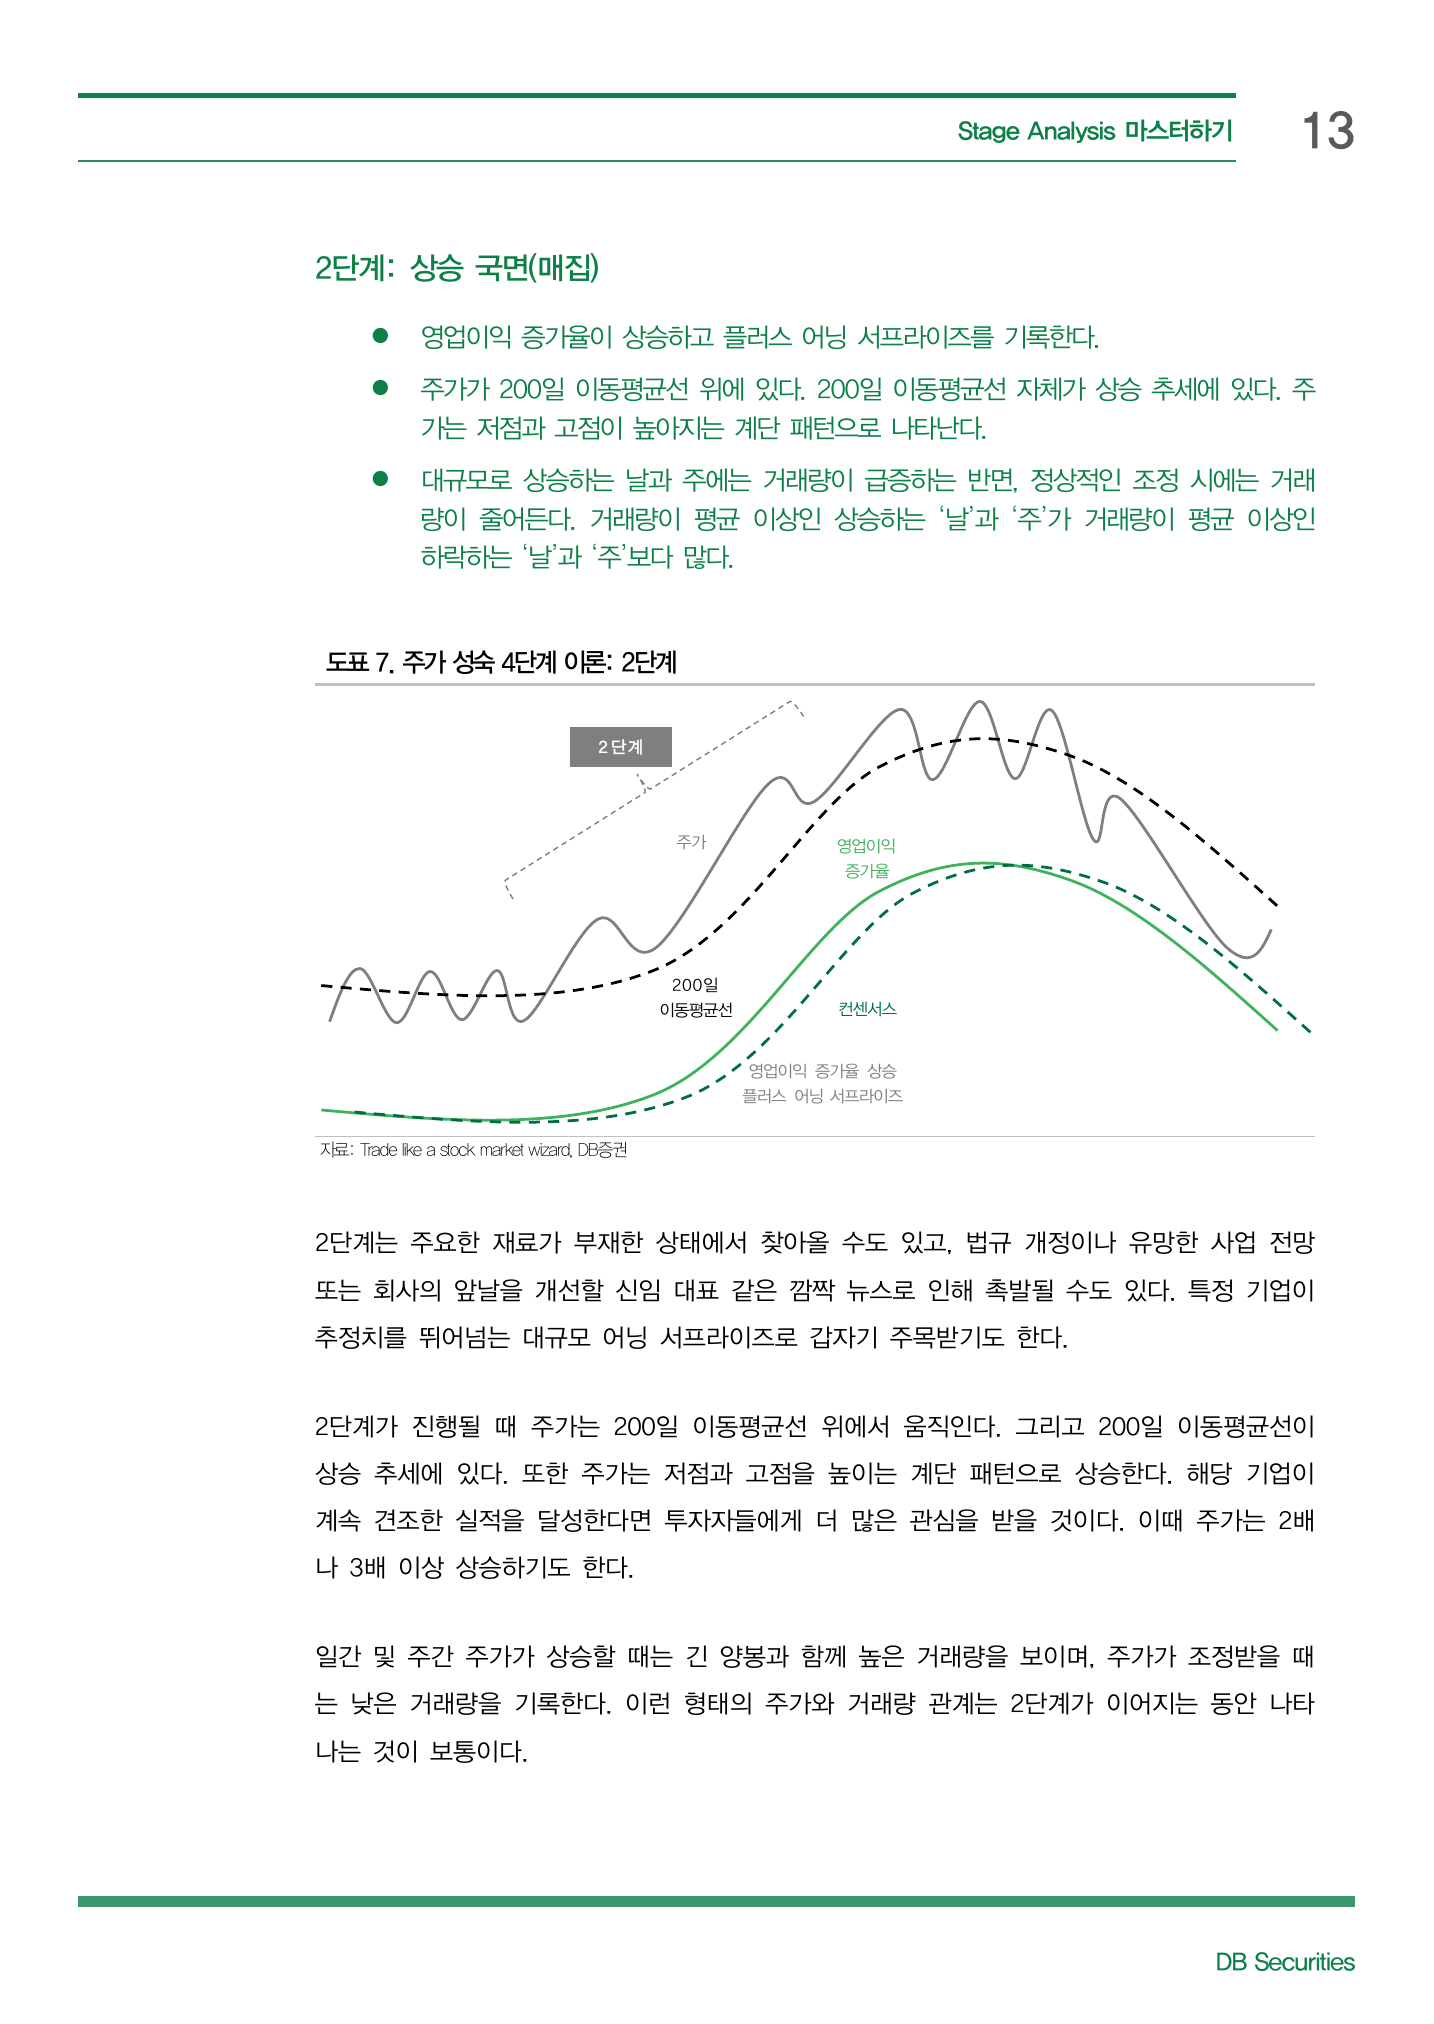 Stage Analysis 마스터하기
13
2단계: 상승 국면(매집)
● 영업이익 증가율이 상승하고 플러스 어닝 서프라이즈를 기록한다.
● 주가가 200일 이동평균선 위에 있다. 200일 이동평균선 자체가 상승 추세에 있다. 주
가는 저점과 고점이 높아지는 계단 패턴으로 나타난다.
● 대규모로 상승하는 날과 주에는 거래량이 급증하는 반면, 정상적인 조정 시에는 거래
량이 줄어든다. 거래량이 평균 이상인 상승하는 ‘날’과 ‘주’가 거래량이 평균 이상인
하락하는 ‘날’과 ‘주’보다 많다.
도표 7. 주가 성숙 4단계 이론: 2단계
2단계
주가
영업이익
증가율
200일
이동평균선
컨센서스
영업이익 증가율 상승
플러스 어닝 서프라이즈
자료: Trade like a stock market wizard, DB증권
2단계는 주요한 재료가 부재한 상태에서 찾아올 수도 있고, 법규 개정이나 유망한 사업 전망
또는 회사의 앞날을 개선할 신임 대표 같은 깜짝 뉴스로 인해 촉발될 수도 있다. 특정 기업이
추정치를 뛰어넘는 대규모 어닝 서프라이즈로 갑자기 주목받기도 한다.
2단계가 진행될 때 주가는 200일 이동평균선 위에서 움직인다. 그리고 200일 이동평균선이
상승 추세에 있다. 또한 주가는 저점과 고점을 높이는 계단 패턴으로 상승한다. 해당 기업이
계속 견조한 실적을 달성한다면 투자자들에게 더 많은 관심을 받을 것이다. 이때 주가는 2배
나 3배 이상 상승하기도 한다.
일간 및 주간 주가가 상승할 때는 긴 양봉과 함께 높은 거래량을 보이며, 주가가 조정받을 때
는 낮은 거래량을 기록한다. 이런 형태의 주가와 거래량 관계는 2단계가 이어지는 동안 나타
나는 것이 보통이다.
DB Securities